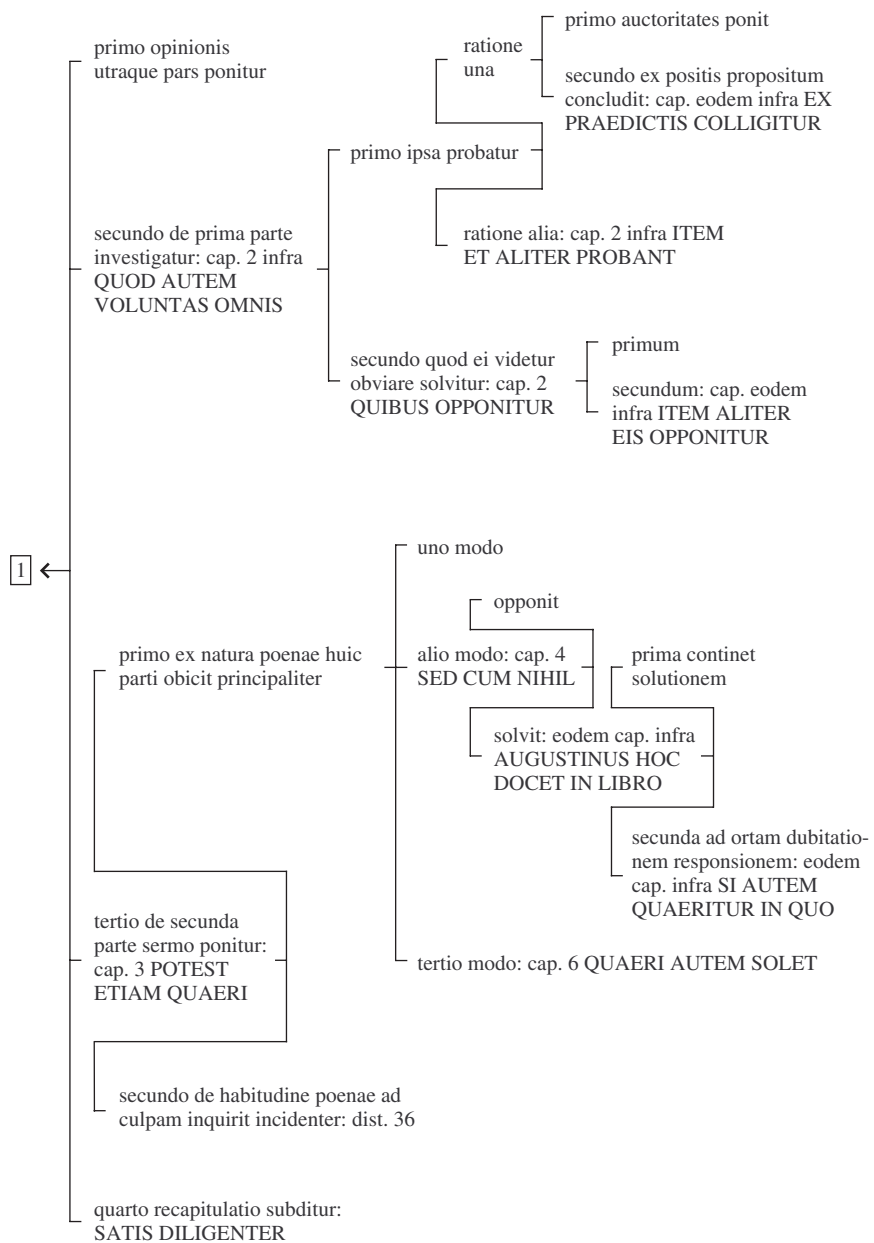 primo opinionis
utraque pars ponitur
ratione
una
primo auctoritates ponit
secundo ex positis propositum
concludit: cap. eodem infra EX
PRAEDICTIS COLLIGITUR
primo ipsa probatur
ratione alia: cap. 2 infra ITEM
ET ALITER PROBANT
secundo de prima parte
investigatur: cap. 2 infra
QUOD AUTEM
VOLUNTAS OMNIS
secundo quod ei videtur
obviare solvitur: cap. 2
QUIBUS OPPONITUR
primum
secundum: cap. eodem
infra ITEM ALITER
EIS OPPONITUR
1
primo ex natura poenae huic
parti obicit principaliter
uno modo
opponit
alio modo: cap. 4
SED CUM NIHIL
prima continet
solutionem
solvit: eodem cap. infra
AUGUSTINUS HOC
DOCET IN LIBRO
secunda ad ortam dubitatio-
nem responsionem: eodem
cap. infra SI AUTEM
QUAERITUR IN QUO
tertio de secunda
parte sermo ponitur:
cap. 3 POTEST
ETIAM QUAERI
tertio modo: cap. 6 QUAERI AUTEM SOLET
secundo de habitudine poenae ad
culpam inquirit incidenter: dist. 36
quarto recapitulatio subditur:
SATIS DILIGENTER